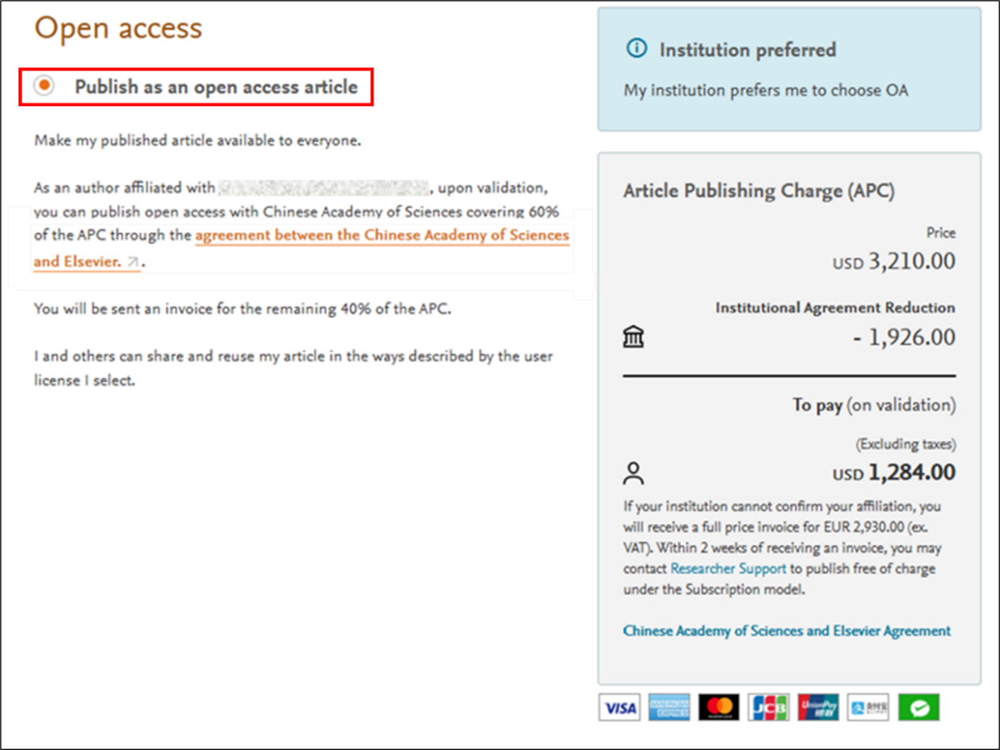 Open access
Publish as an open access article
Make my published article available to everyone.
As an author affiliated with , upon validation,
you can publish open access with Chinese Academy of Sciences covering 60%
of the APC through the agreement between the Chinese Academy of Sciences
and Elsevier. ↗.
You will be sent an invoice for the remaining 40% of the APC.
I and others can share and reuse my article in the ways described by the user
license I select.
Institution preferred
My institution prefers me to choose OA
Article Publishing Charge (APC)
Price
USD 3,210.00
Institutional Agreement Reduction
- 1,926.00
To pay (on validation)
(Excluding taxes)
USD 1,284.00
If your institution cannot confirm your affiliation, you
will receive a full price invoice for EUR 2,930.00 (ex.
VAT). Within 2 weeks of receiving an invoice, you may
contact Researcher Support to publish free of charge
under the Subscription model.
Chinese Academy of Sciences and Elsevier Agreement
VISA
AMERICAN EXPRESS
JCB
UnionPay
银联
支付宝